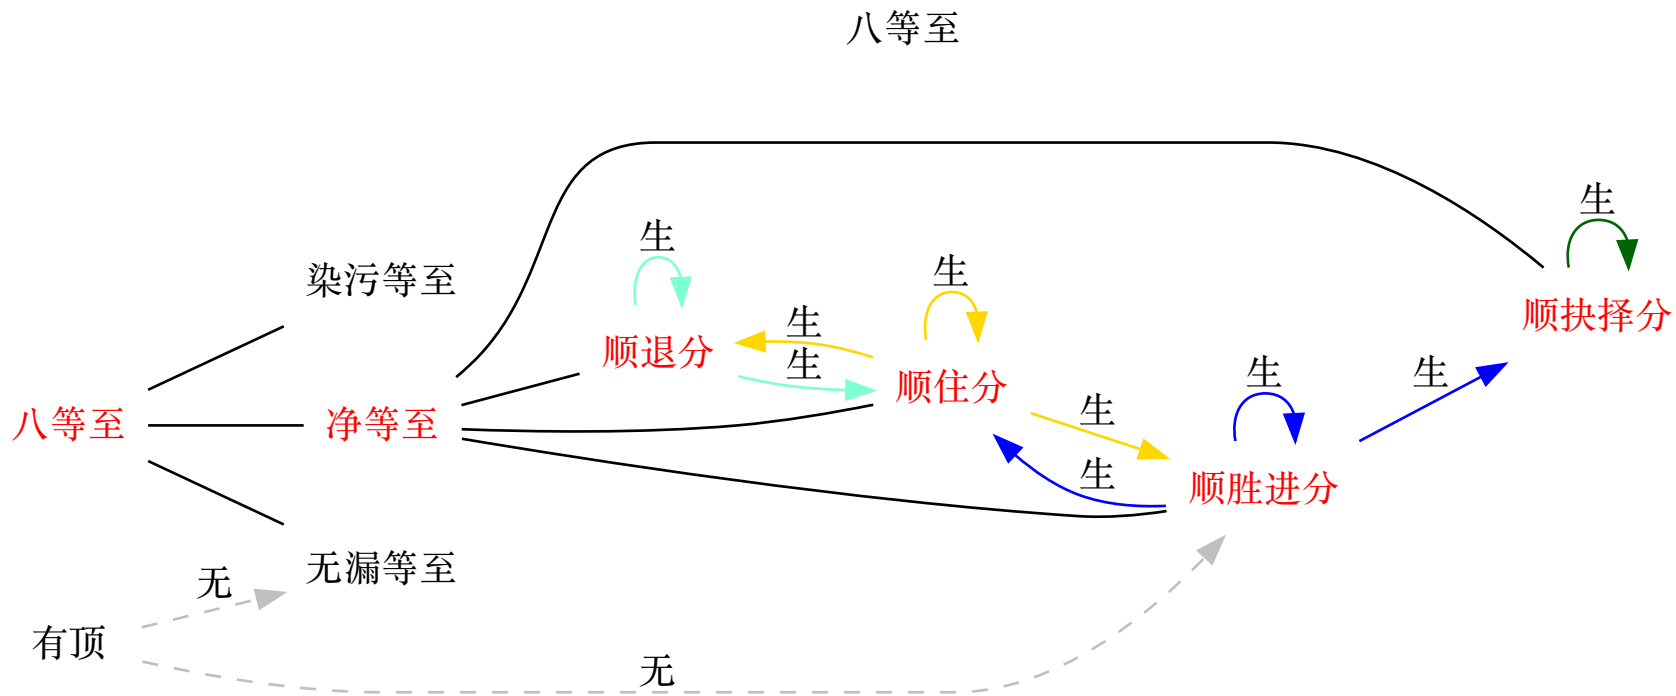 八等至
生
生
生
染污等至
顺抉择分
生
顺退分
生
生
生
顺住分
生
八等至
净等至
生
顺胜进分
无漏等至
无
有顶
无